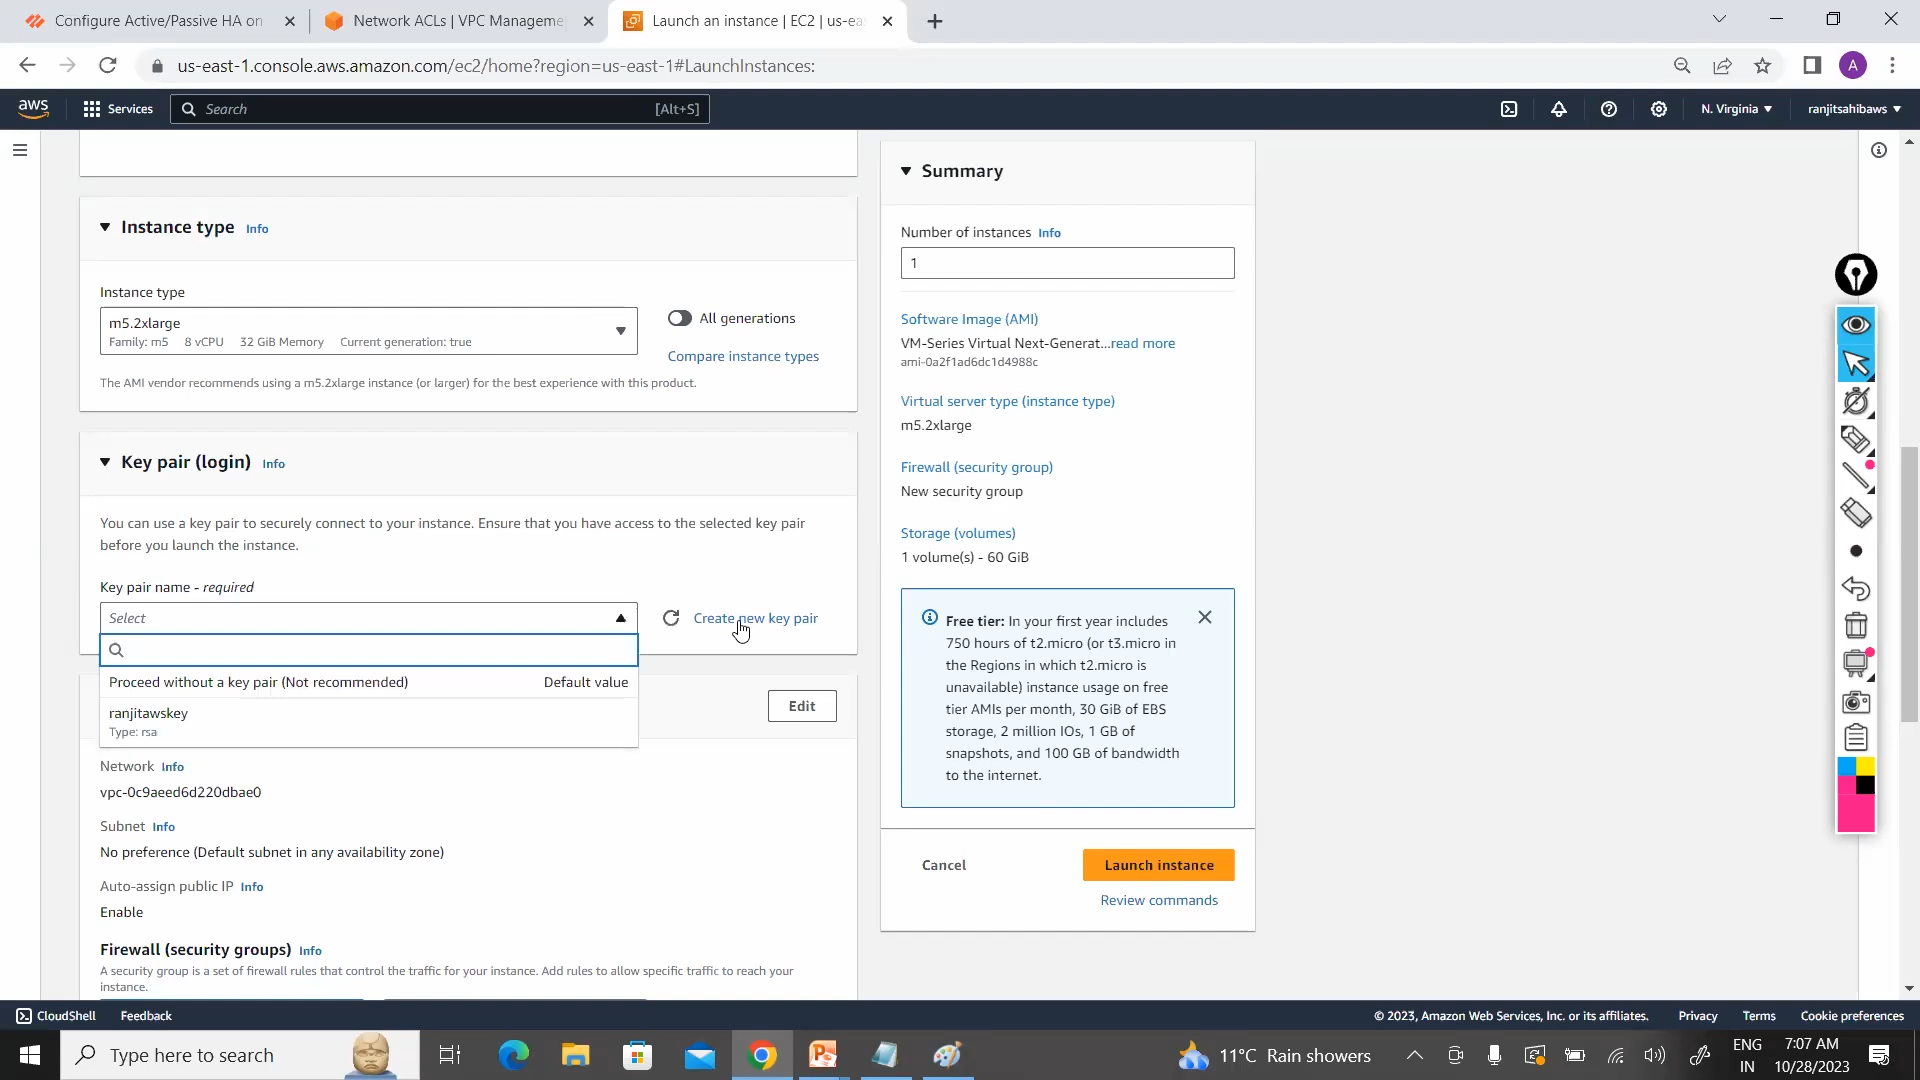 Configure Active/Passive HA on
Network ACLs | VPC Manageme
Launch an instance | EC2 | us-ea
us-east-1.console.aws.amazon.com/ec2/home?region=us-east-1#LaunchInstances:
A
aws
Services
Search
[Alt+S]
N. Virginia
ranjitsahibaws
Instance type Info
Instance type
m5.2xlarge
Family: m5 8 vCPU 32 GiB Memory Current generation: true
All generations
Compare instance types
The AMI vendor recommends using a m5.2xlarge instance (or larger) for the best experience with this product.
Key pair (login) Info
You can use a key pair to securely connect to your instance. Ensure that you have access to the selected key pair
before you launch the instance.
Key pair name - required
Select
Create new key pair
Proceed without a key pair (Not recommended) Default value
ranjitawskey
Type: rsa
Edit
Network Info
vpc-0c9aeed6d220dbae0
Subnet Info
No preference (Default subnet in any availability zone)
Auto-assign public IP Info
Enable
Firewall (security groups) Info
A security group is a set of firewall rules that control the traffic for your instance. Add rules to allow specific traffic to reach your
instance.
Summary
Number of instances Info
1
Software Image (AMI)
VM-Series Virtual Next-Generat...read more
ami-0a2f1ad6dc1d4988c
Virtual server type (instance type)
m5.2xlarge
Firewall (security group)
New security group
Storage (volumes)
1 volume(s) - 60 GiB
Free tier: In your first year includes
750 hours of t2.micro (or t3.micro in
the Regions in which t2.micro is
unavailable) instance usage on free
tier AMIs per month, 30 GiB of EBS
storage, 2 million IOs, 1 GB of
snapshots, and 100 GB of bandwidth
to the internet.
Cancel
Launch instance
Review commands
CloudShell
Feedback
© 2023, Amazon Web Services, Inc. or its affiliates.
Privacy
Terms
Cookie preferences
Type here to search
11°C Rain showers
ENG
IN
7:07 AM
10/28/2023